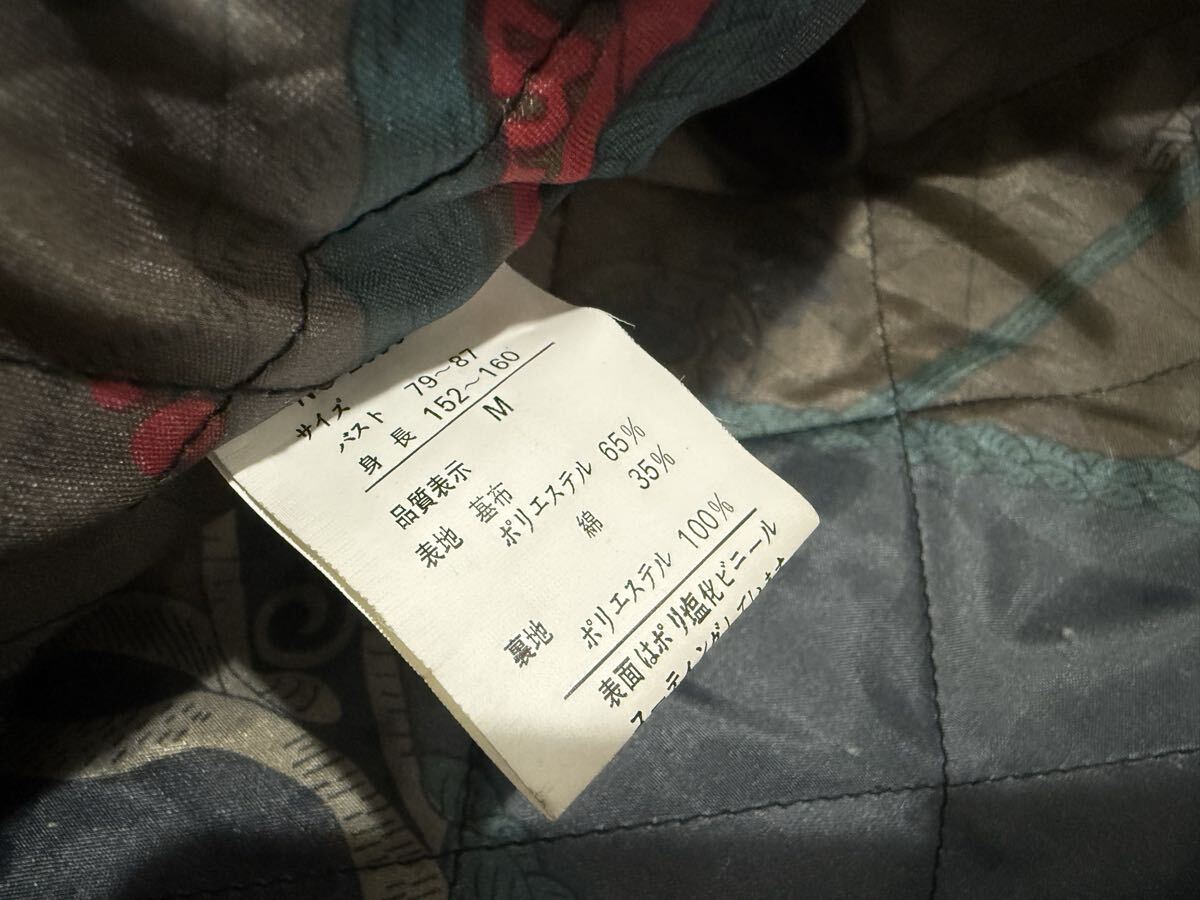 サイズ
バスト 79～87
身長 152～160
M
品質表示
表地 基布
ポリエステル 65%
綿 35%
裏地 ポリエステル 100%
表面はポリ塩化ビニール